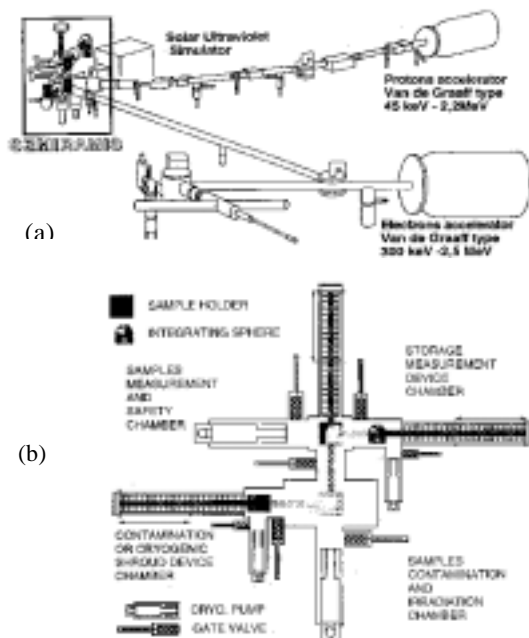 Solar Ultraviolet
Simulator
Protons accelerator
Van de Graaff type
45 keV - 2,2MeV
SEMIRAMIS
Electrons accelerator
Van de Graaff type
300 keV -2,5 MeV
(a)
SAMPLE HOLDER
INTEGRATING SPHERE
SAMPLES
MEASUREMENT
AND
SAFETY
CHAMBER
STORAGE
MEASUREMENT
DEVICE
CHAMBER
(b)
CONTAMINATION
OR CRYOGENIC
SHROUD DEVICE
CHAMBER
SAMPLES
CONTAMINATION
AND
IRRADIATION
CHAMBER
CRYO. PUMP
GATE VALVE